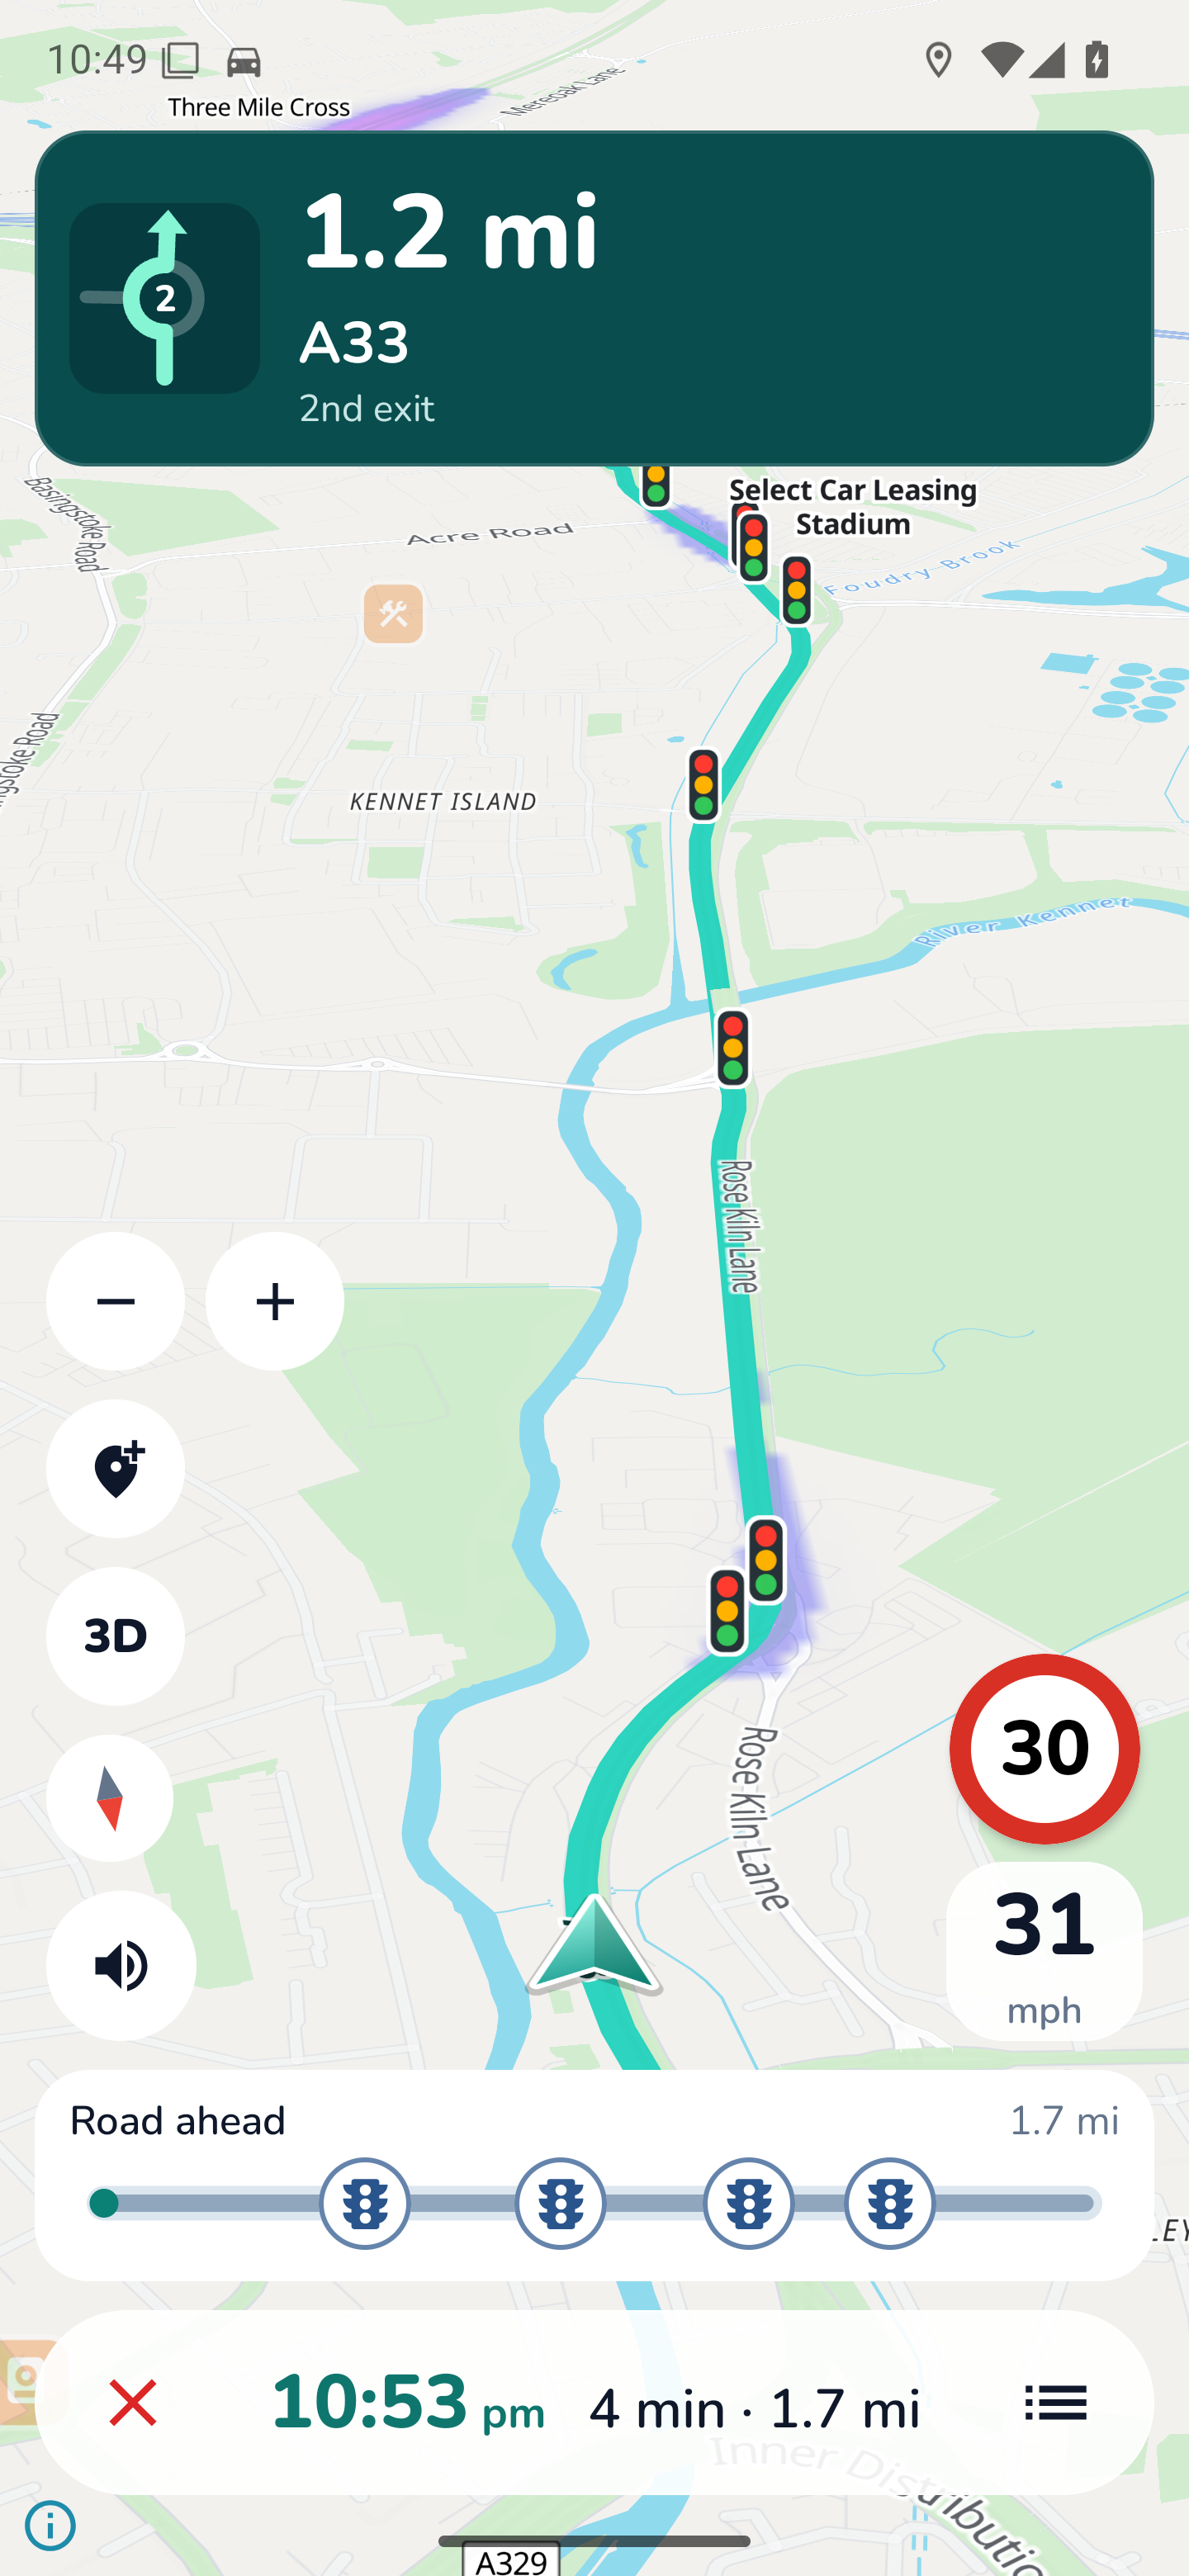 10:49
Three Mile Cross
Mereoak Lane
1.2 mi
2
A33
2nd exit
Select Car Leasing
Stadium
Basingstoke Road
Acre Road
Foudry Brook
KENNET ISLAND
River Kennet
Rose Kiln Lane
3D
30
Rose Kiln Lane
31
mph
Road ahead
1.7 mi
10:53 pm
4 min · 1.7 mi
Inner Distributio
A329